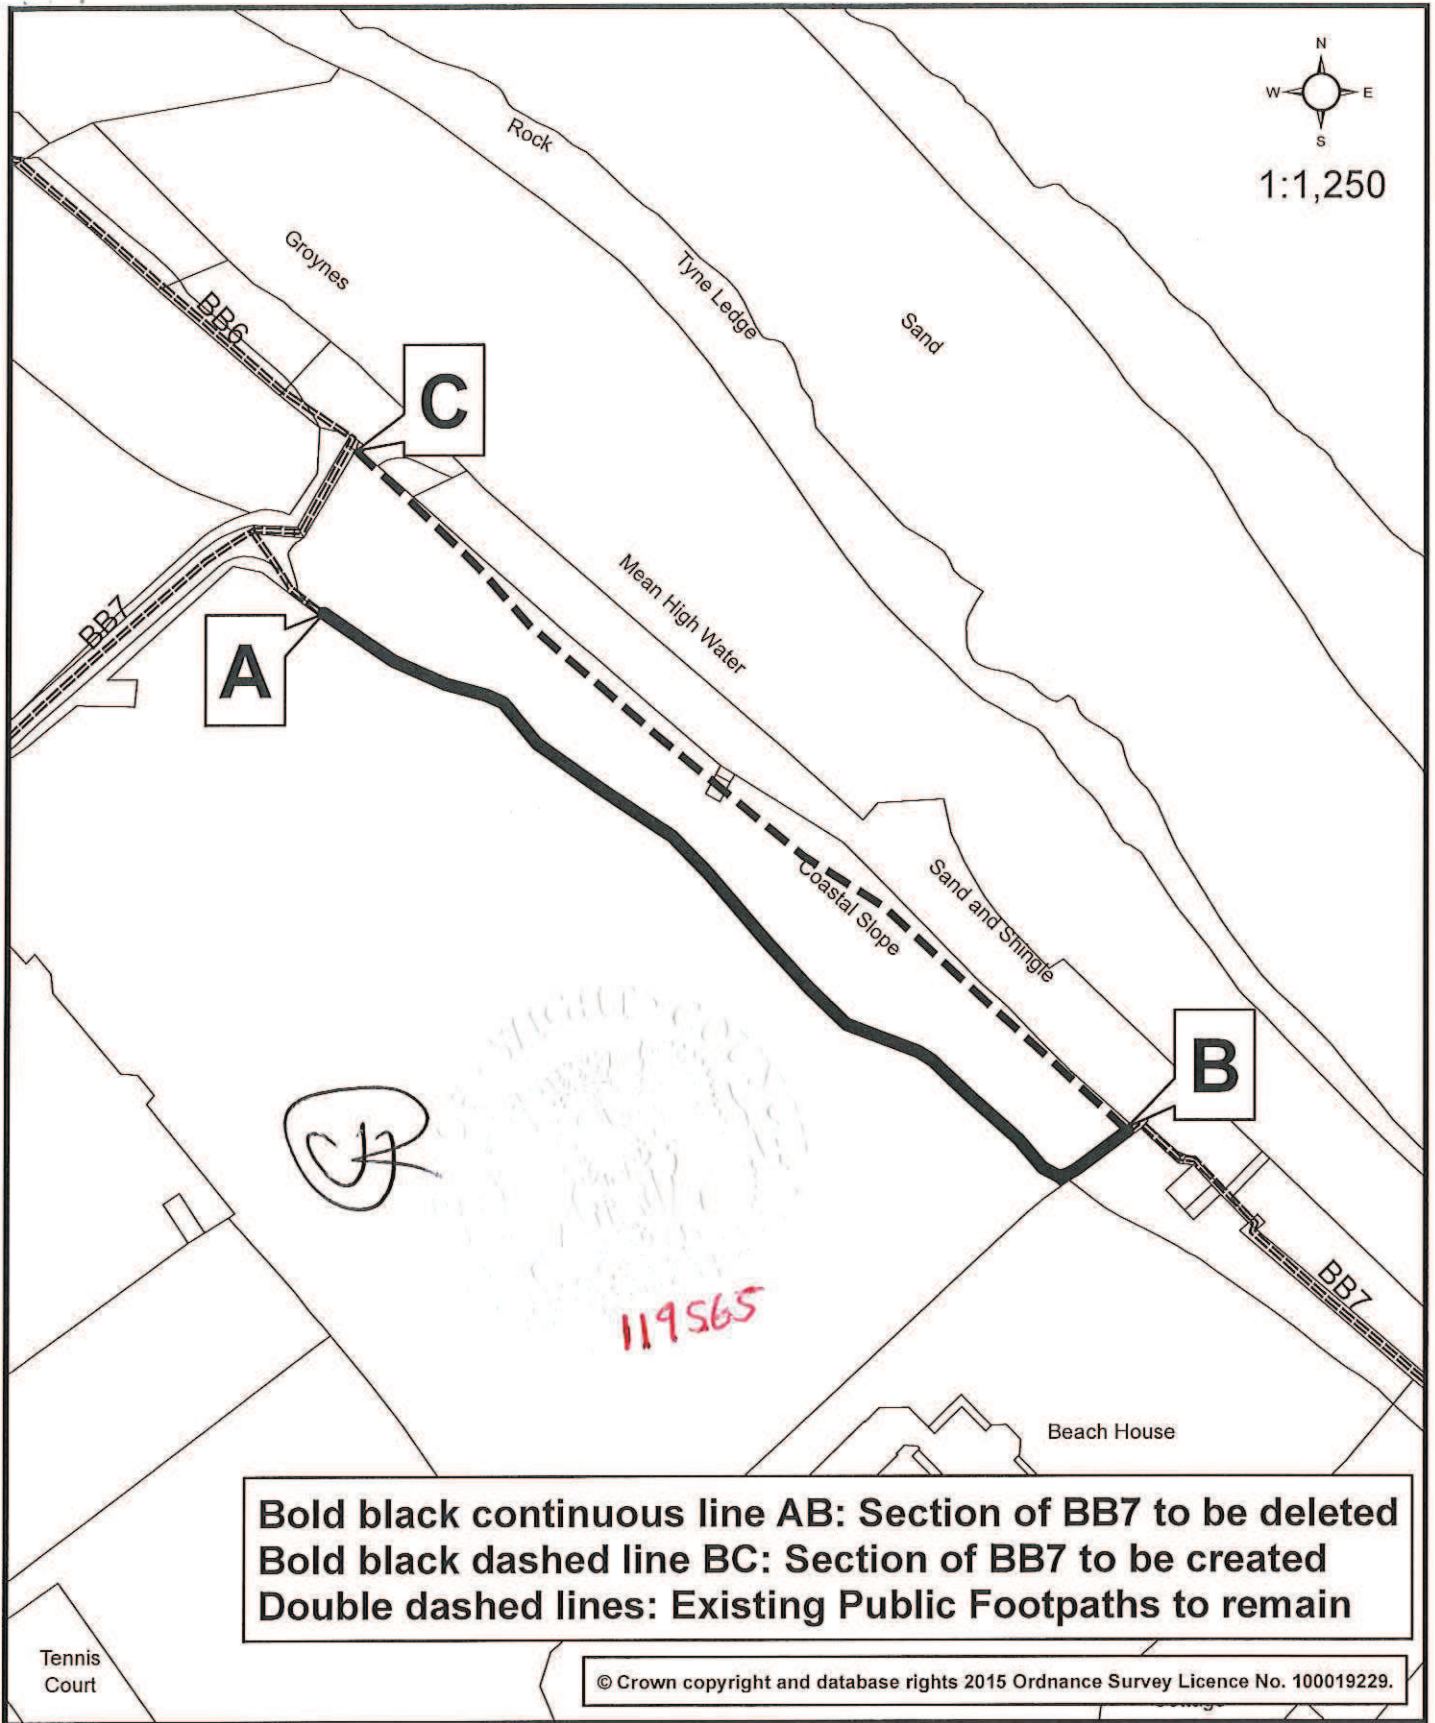 N
W E
S
1:1,250
Rock
Groynes
Tyne Ledge
Sand
BB6
C
Mean High Water
BB7
A
Coastal Slope
Sand and Shingle
B
WIGHT CO
119565
BB7
Beach House
Bold black continuous line AB: Section of BB7 to be deleted
Bold black dashed line BC: Section of BB7 to be created
Double dashed lines: Existing Public Footpaths to remain
Tennis
Court
© Crown copyright and database rights 2015 Ordnance Survey Licence No. 100019229.